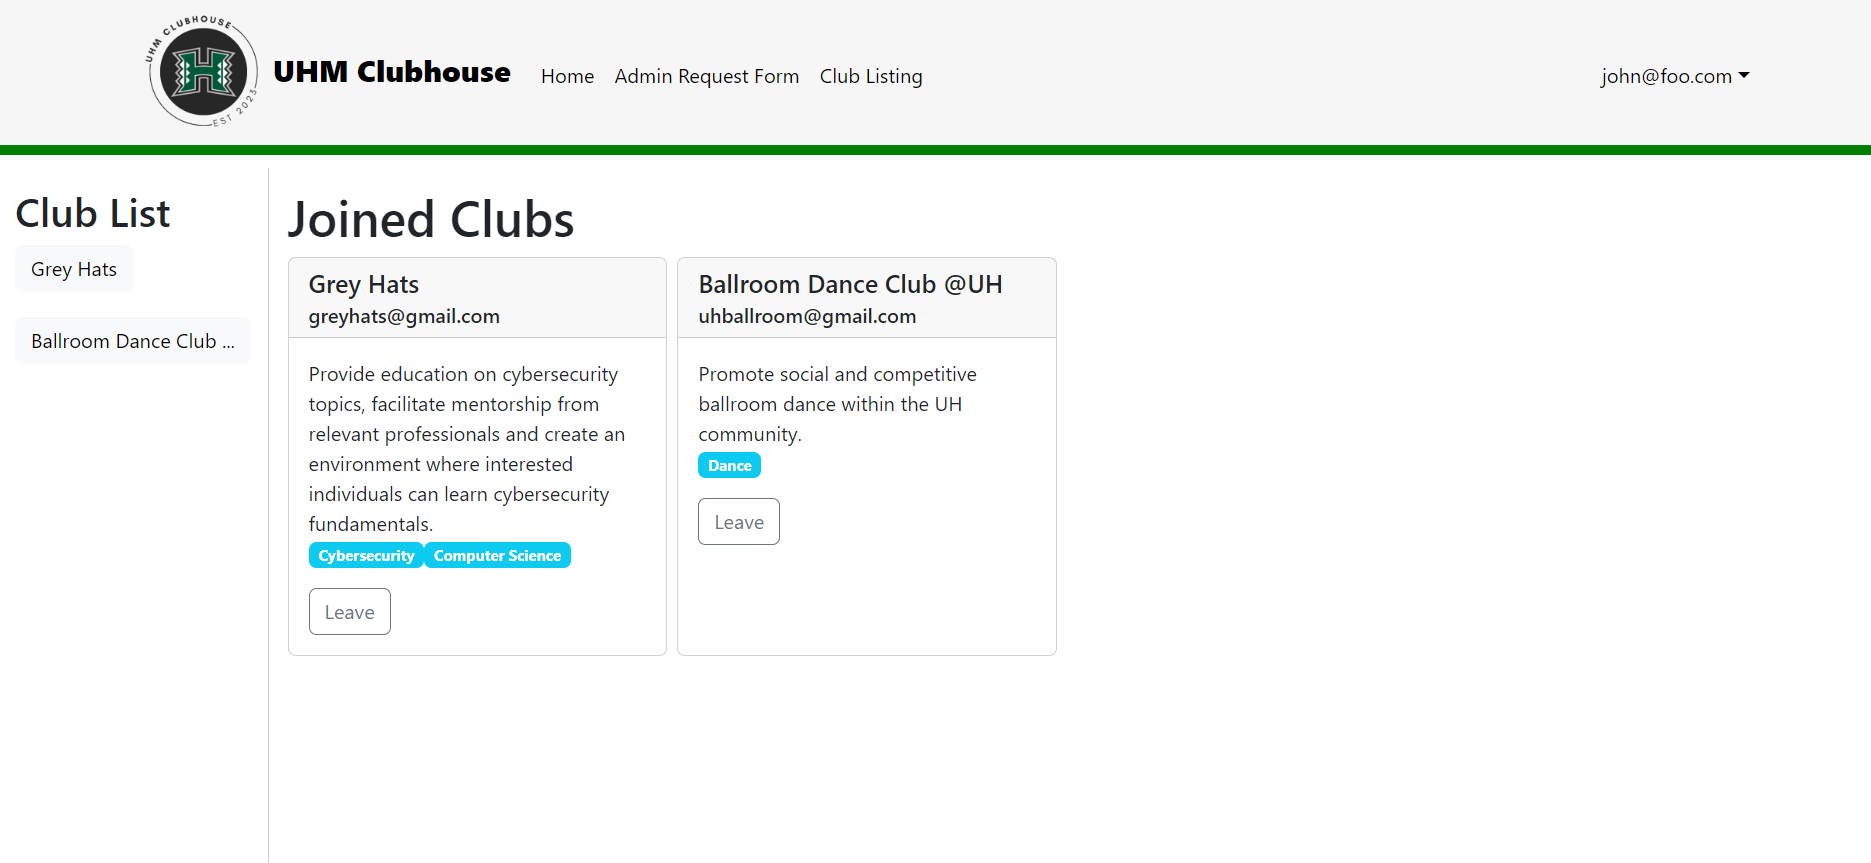 UHM CLUBHOUSE
H
EST 2023
UHM Clubhouse
Home
Admin Request Form
Club Listing
john@foo.com
Club List
Grey Hats
Ballroom Dance Club ...
Joined Clubs
Grey Hats
greyhats@gmail.com
Provide education on cybersecurity
topics, facilitate mentorship from
relevant professionals and create an
environment where interested
individuals can learn cybersecurity
fundamentals.
Cybersecurity Computer Science
Leave
Ballroom Dance Club @UH
uhballroom@gmail.com
Promote social and competitive
ballroom dance within the UH
community.
Dance
Leave